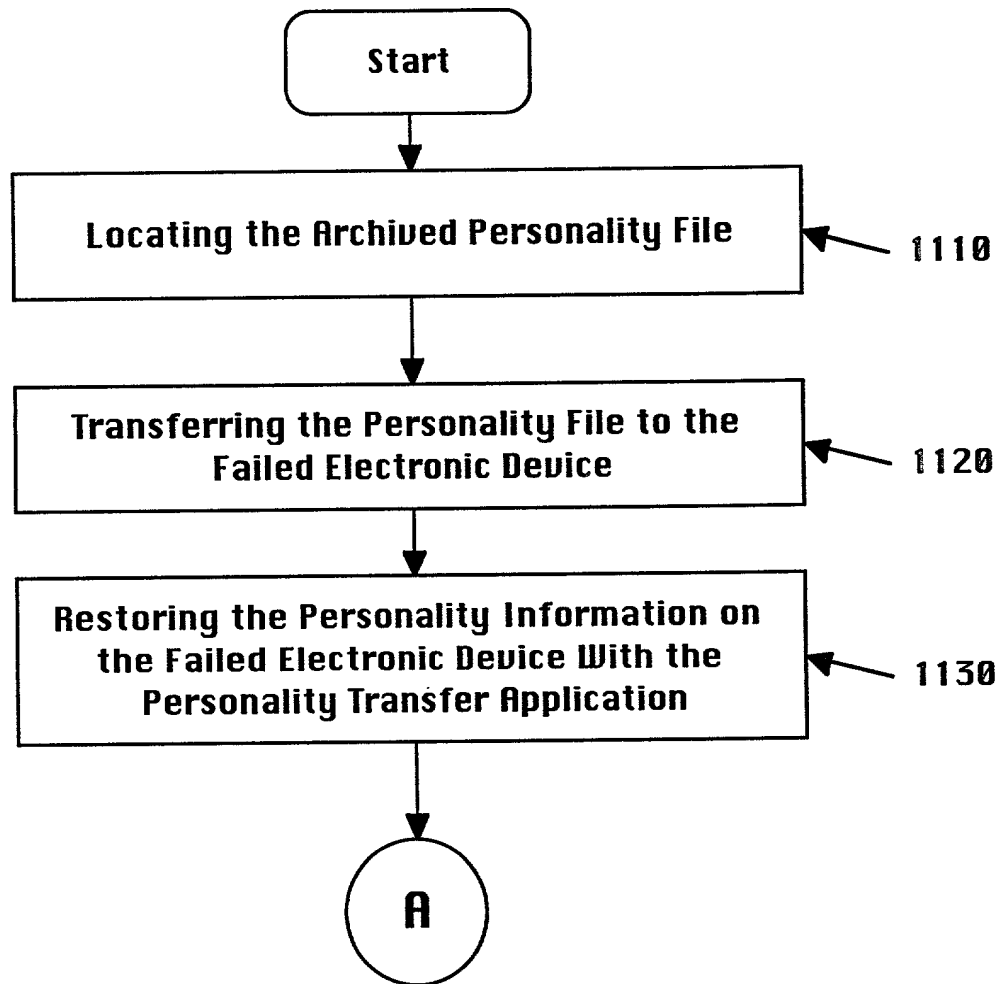 Start
Locating the Archived Personality File
1110
Transferring the Personality File to the
Failed Electronic Device
1120
Restoring the Personality Information on
the Failed Electronic Device With the
Personality Transfer Application
1130
A